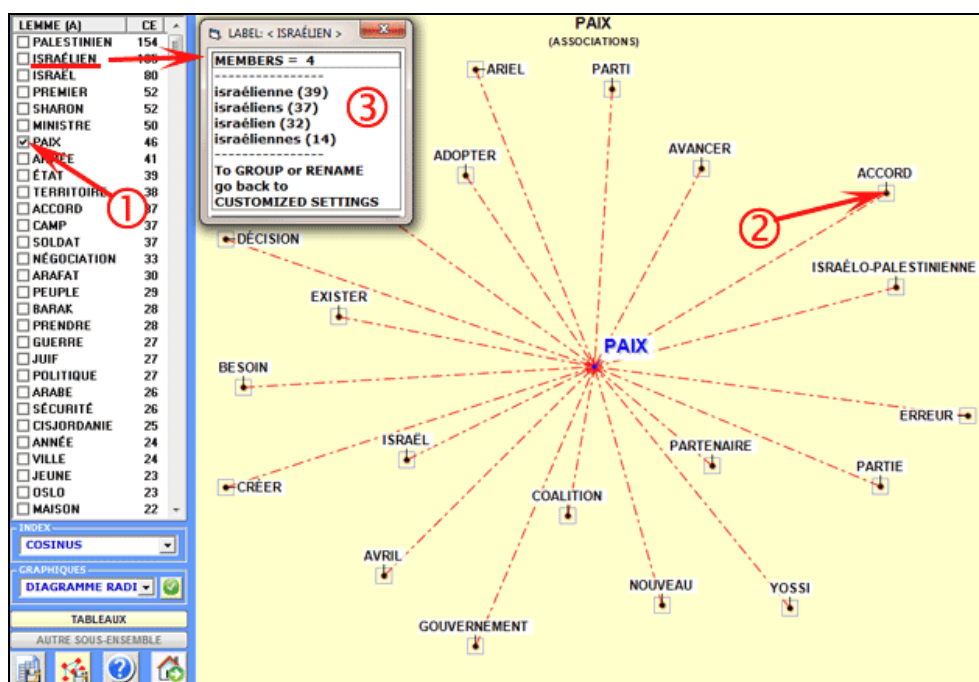 LEMME (A) CE
PALESTINIEN 154
ISRAÉLIEN
ISRAËL 80
PREMIER 52
SHARON 52
MINISTRE 50
PAIX 46
ARMÉE 41
ÉTAT 39
TERRITOIRE 38
ACCORD 37
CAMP 37
SOLDAT 37
NÉGOCIATION 33
ARAFAT 30
PEUPLE 29
BARAK 28
PRENDRE 28
GUERRE 27
JUIF 27
POLITIQUE 27
ARABE 26
SÉCURITÉ 26
CISJORDANIE 25
ANNÉE 24
VILLE 24
JEUNE 23
OSLO 23
MAISON 22
INDEX
COSINUS
GRAPHIQUES
DIAGRAMME RADI
TABLEAUX
AUTRE SOUS-ENSEMBLE
LABEL: < ISRAÉLIEN >
MEMBERS = 4
----------------
israélienne (39)
israéliens (37)
israélien (32)
israéliennes (14)
----------------
To GROUP or RENAME
go back to
CUSTOMIZED SETTINGS
1
2
3
PAIX
(ASSOCIATIONS)
ARIEL
PARTI
ADOPTER
AVANCER
ACCORD
DÉCISION
ISRAÉLO-PALESTINIENNE
EXISTER
PAIX
BESOIN
ERREUR
ISRAËL
PARTENAIRE
PARTIE
CRÉER
COALITION
AVRIL
NOUVEAU
YOSSI
GOUVERNEMENT